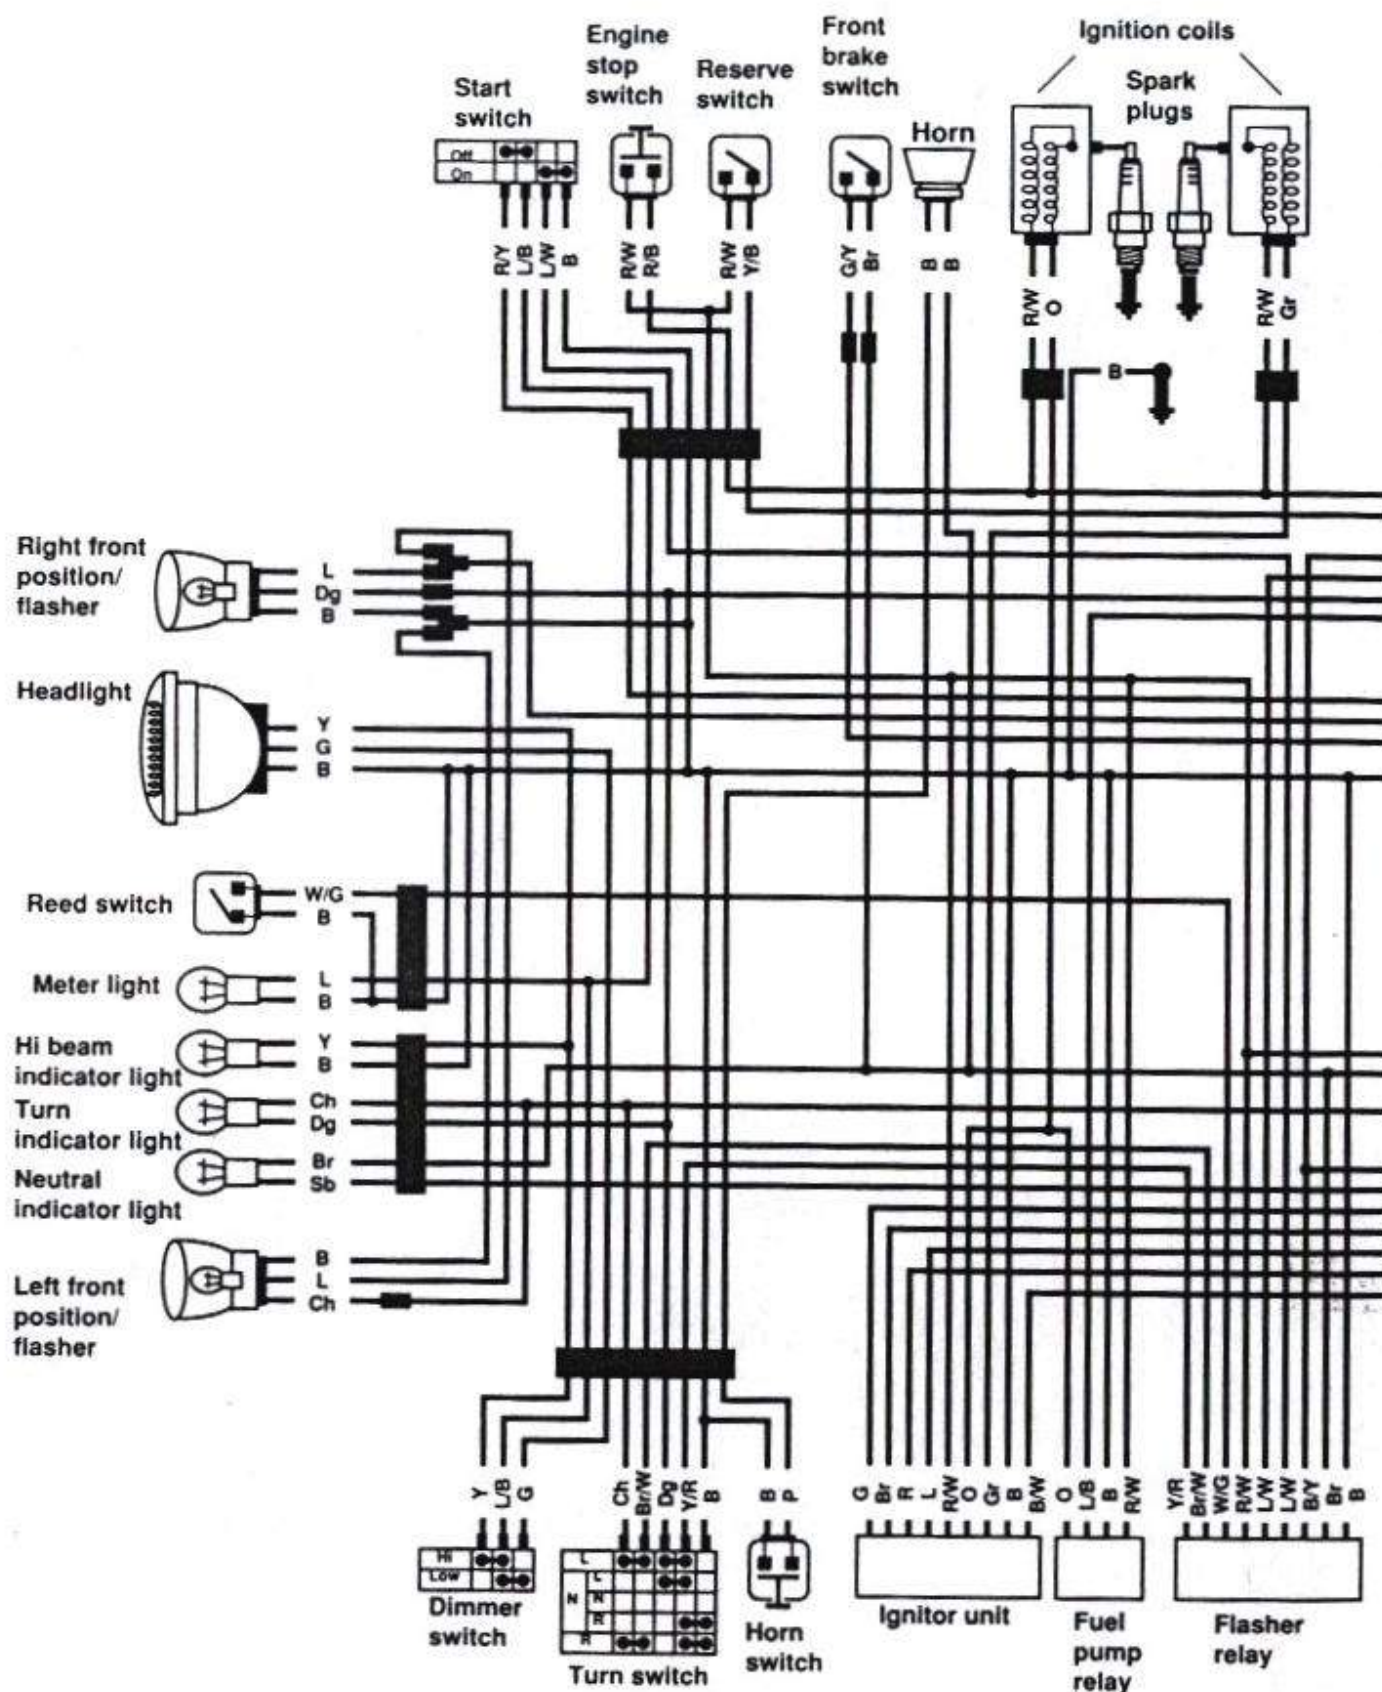 Engine
stop
switch
Reserve
switch
Front
brake
switch
Ignition coils
Spark
plugs
Start
switch
Horn
Off
On
R/Y
L/B
L/W
B
R/W
R/B
R/W
Y/B
G/Y
Br
B
B
R/W
O
R/W
Gr
B
Right front
position/
flasher
L
Dg
B
Headlight
Y
G
B
Reed switch
W/G
B
Meter light
L
B
Hi beam
indicator light
Y
B
Turn
indicator light
Ch
Dg
Neutral
indicator light
Br
Sb
Left front
position/
flasher
B
L
Ch
Y
L/B
G
Ch
Br/W
Dg
Y/R
B
B
P
G
Br
R
L
R/W
O
Gr
B
B/W
O
L/B
B
R/W
Y/R
Br/W
W/G
R/W
L/W
L/W
B/Y
Br
B
Hi
Low
Dimmer
switch
L
L
N
N
R
R
Turn switch
Horn
switch
Ignitor unit
Fuel
pump
relay
Flasher
relay